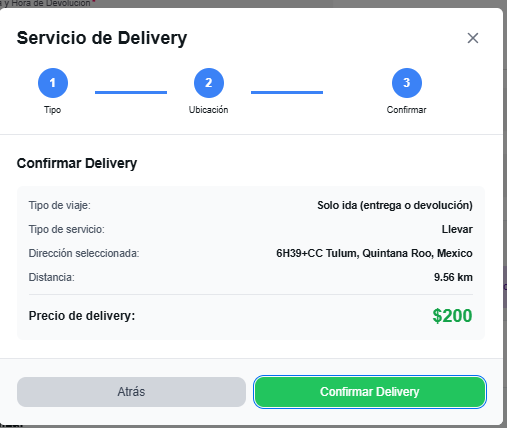 y Hora de Devolución *
Servicio de Delivery
1 2 3
Tipo Ubicación Confirmar
Confirmar Delivery
Tipo de viaje: Solo ida (entrega o devolución)
Tipo de servicio: Llevar
Dirección seleccionada: 6H39+CC Tulum, Quintana Roo, Mexico
Distancia: 9.56 km
Precio de delivery: $200
Atrás Confirmar Delivery